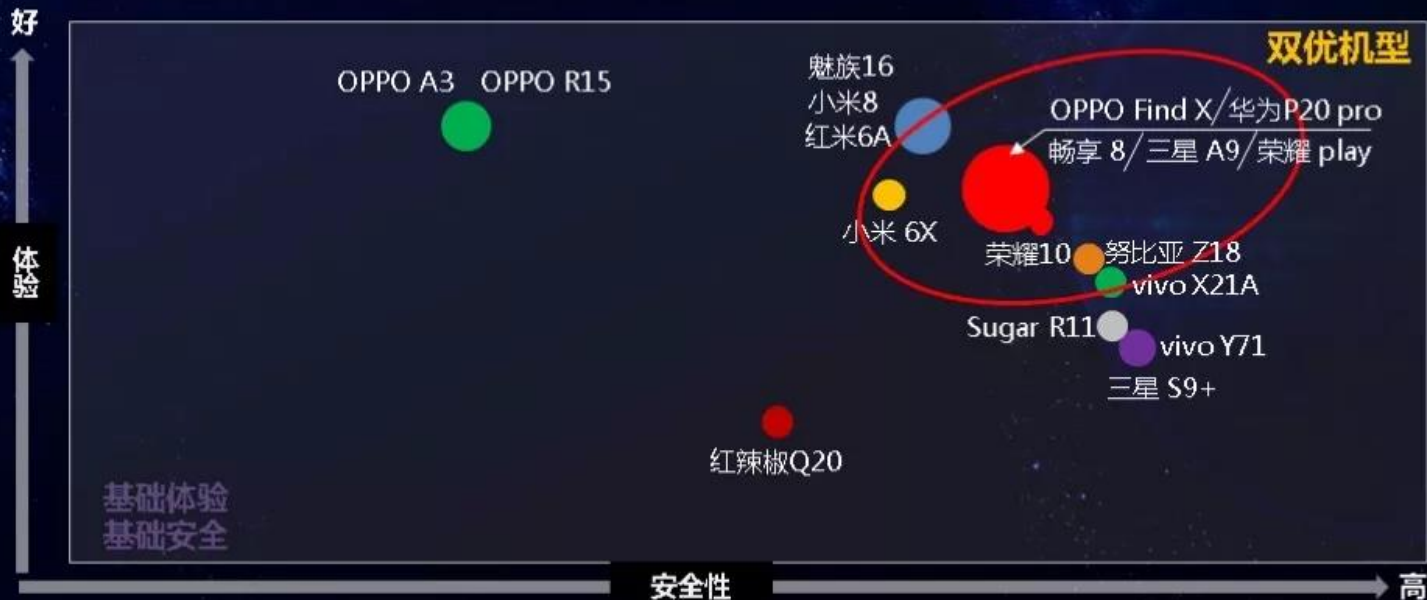 好
双优机型
OPPO A3 OPPO R15
魅族16
小米8
红米6A
OPPO Find X/华为P20 pro
畅享 8/三星 A9/荣耀 play
小米 6X
荣耀10
努比亚 Z18
vivo X21A
体验
Sugar R11
vivo Y71
三星 S9+
红辣椒Q20
基础体验
基础安全
安全性
高